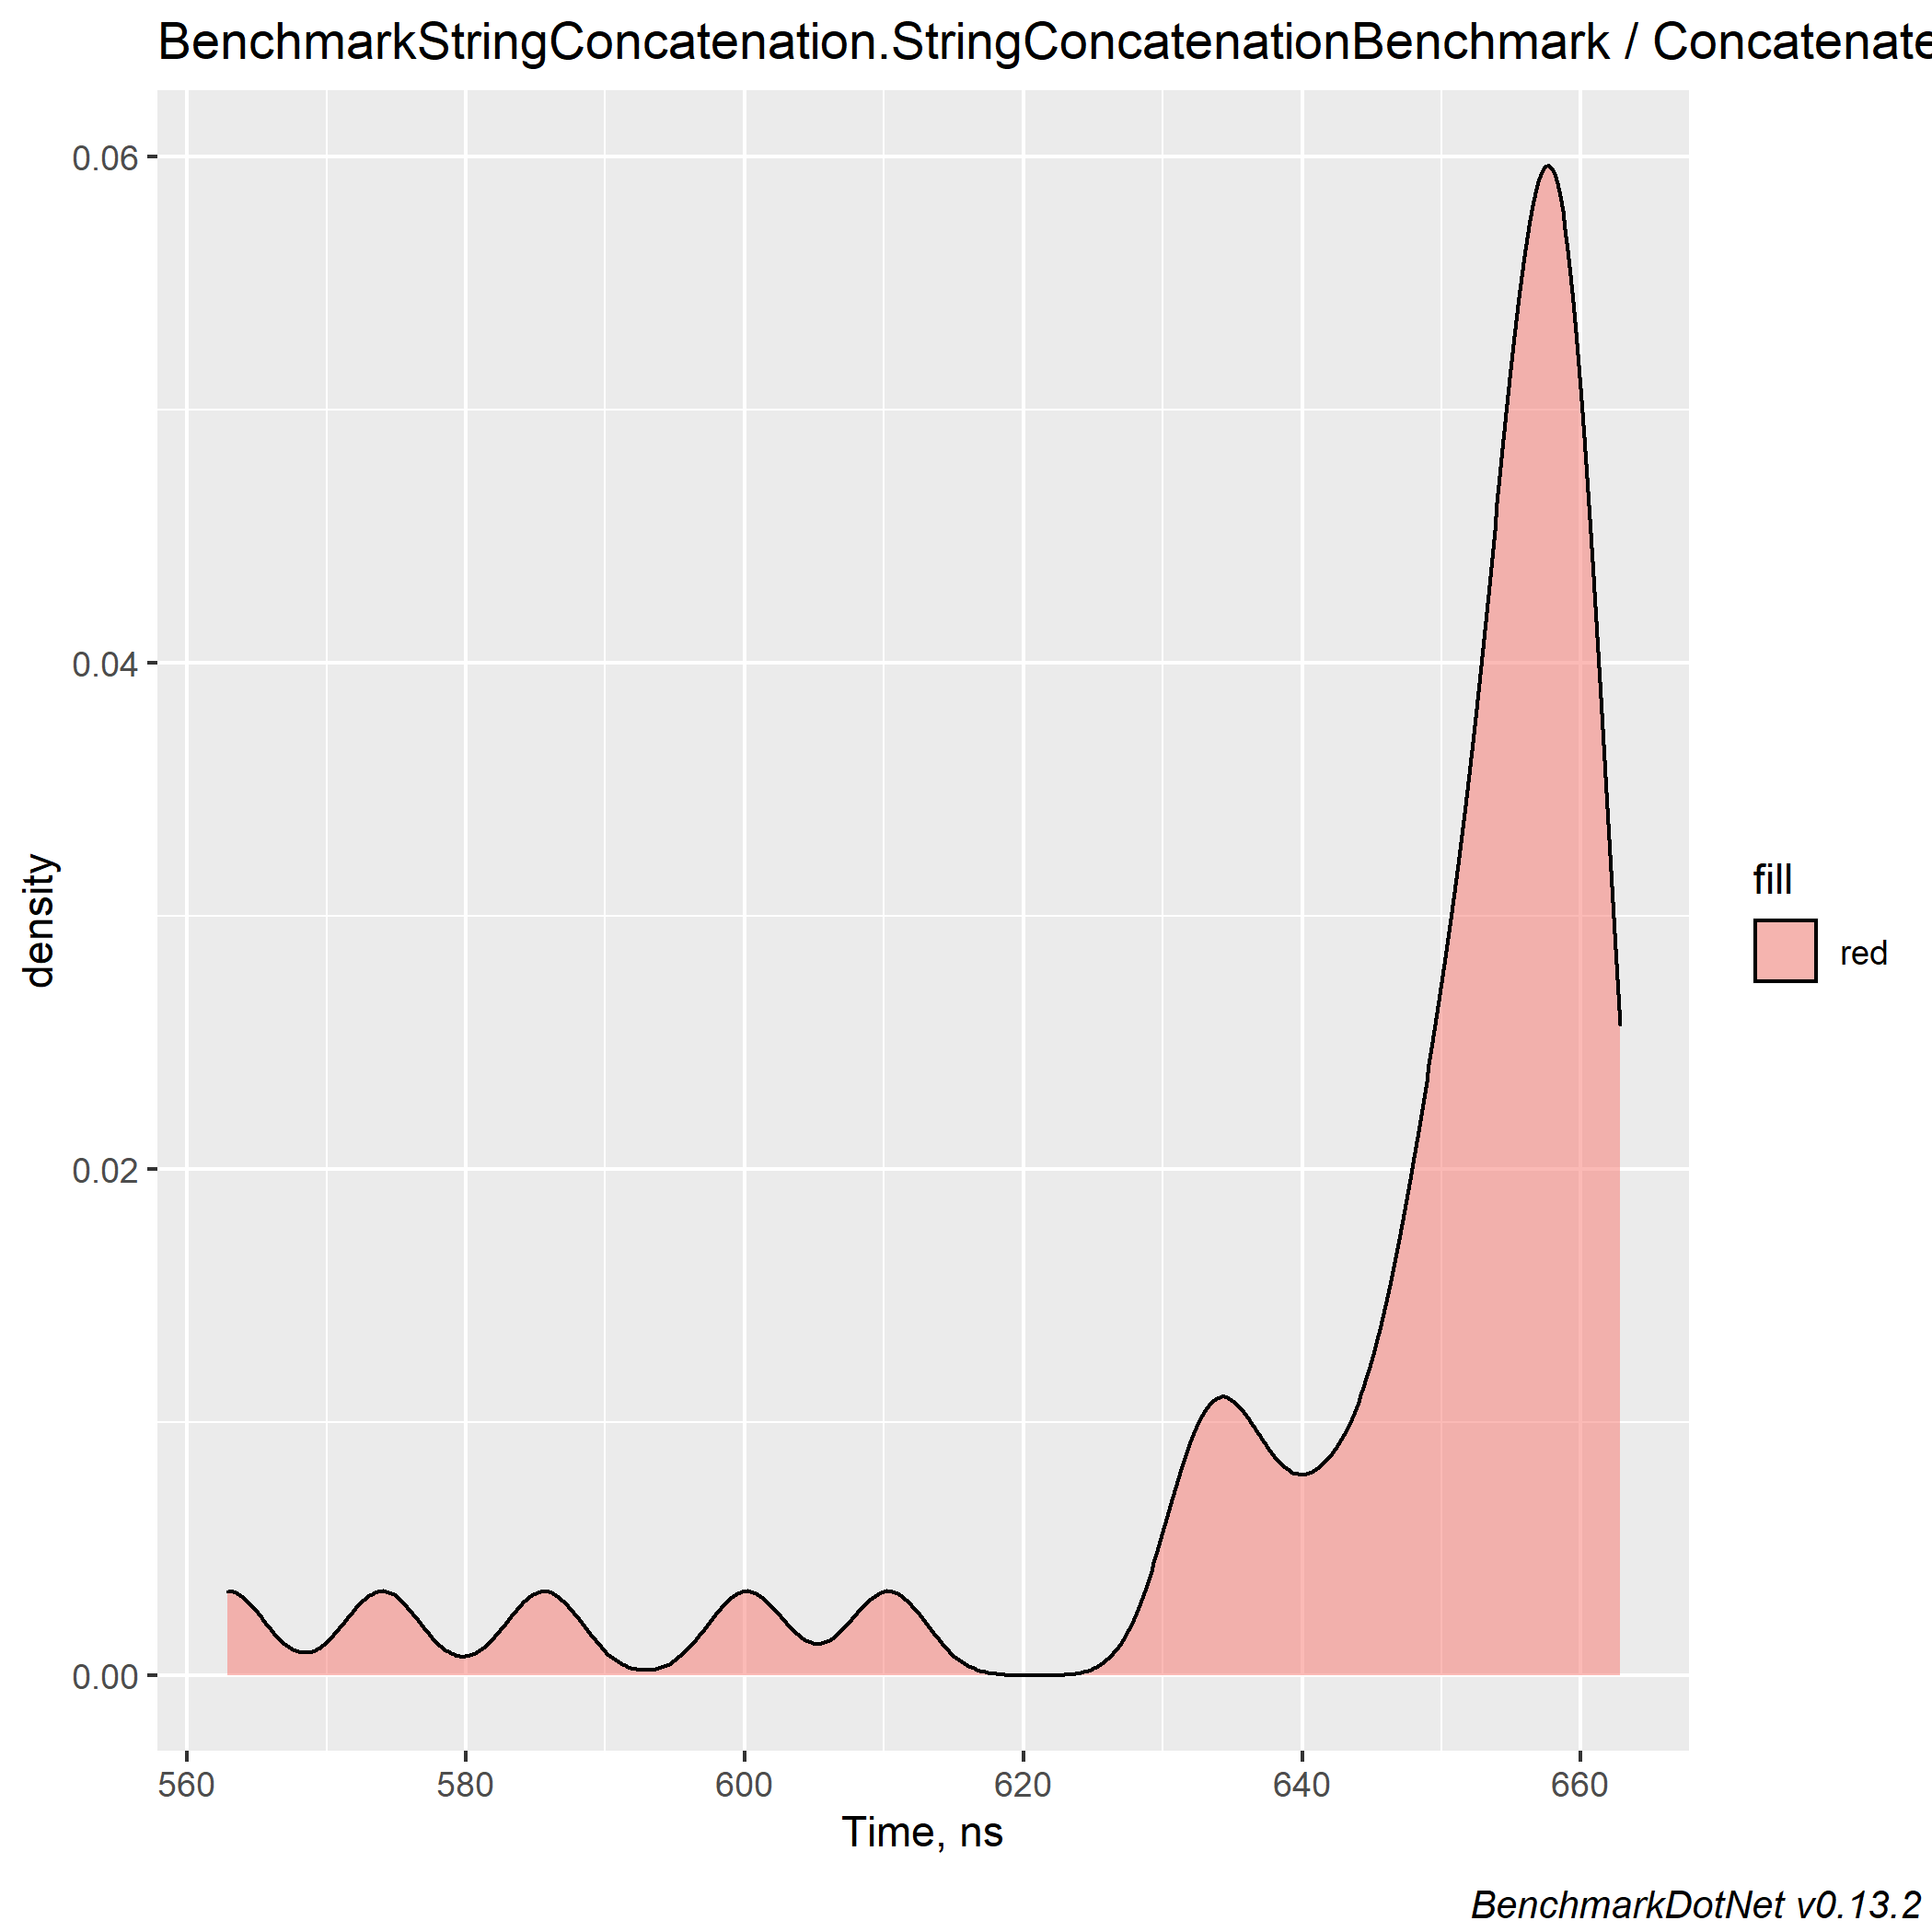 BenchmarkStringConcatenation.StringConcatenationBenchmark / Concatenate
0.06
0.04
0.02
0.00
density
560 580 600 620 640 660
Time, ns
fill
red
BenchmarkDotNet v0.13.2